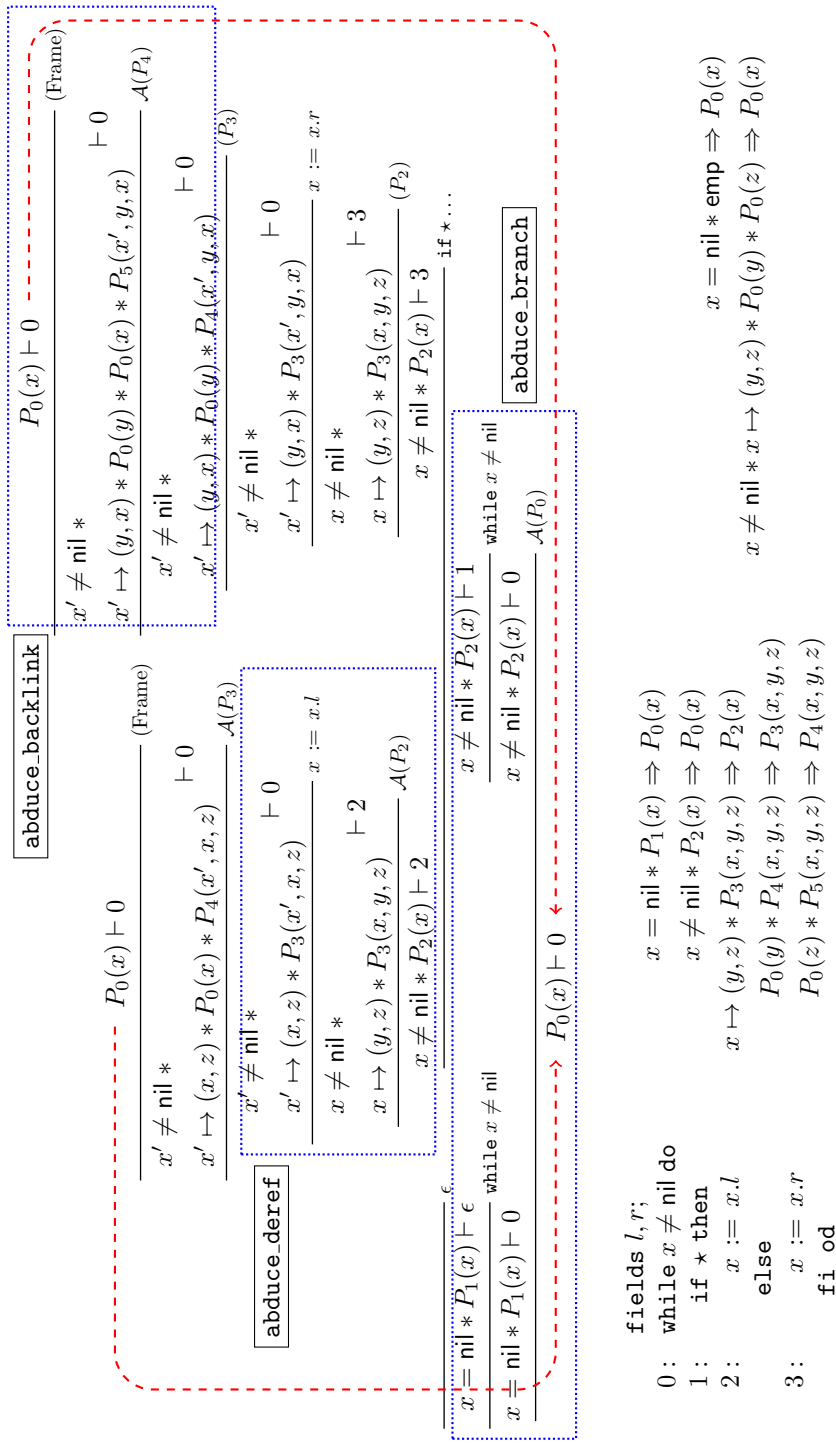 abduce_backlink
P₀(x) ⊢ 0
(Frame)
x′ ≠ nil *
x′ ↦ (x, z) * P₀(x) * P₄(x′, x, z)
⊢ 0
A(P₃)
x′ ≠ nil *
x′ ↦ (x, z) * P₃(x′, x, z)
⊢ 0
x := x.l
x ≠ nil *
x ↦ (y, z) * P₃(x, y, z)
⊢ 2
A(P₂)
x ≠ nil * P₂(x) ⊢ 2
abduce_deref
P₀(x) ⊢ 0
(Frame)
x′ ≠ nil *
x′ ↦ (y, x) * P₀(y) * P₀(x) * P₅(x′, y, x)
⊢ 0
A(P₄)
x′ ≠ nil *
x′ ↦ (y, x) * P₀(y) * P₄(x′, y, x)
⊢ 0
(P₃)
x′ ≠ nil *
x′ ↦ (y, x) * P₃(x′, y, x)
⊢ 0
x := x.r
x ≠ nil *
x ↦ (y, z) * P₃(x, y, z)
⊢ 3
(P₂)
x ≠ nil * P₂(x) ⊢ 3
if ⋆...
abduce_branch
ϵ
x = nil * P₁(x) ⊢ ϵ
while x ≠ nil
x = nil * P₁(x) ⊢ 0
x ≠ nil * P₂(x) ⊢ 1
while x ≠ nil
x ≠ nil * P₂(x) ⊢ 0
A(P₀)
P₀(x) ⊢ 0
fields l, r;
0 : while x ≠ nil do
1 : if ⋆ then
2 : x := x.l
else
3 : x := x.r
fi od
x = nil * P₁(x) ⇒ P₀(x)
x ≠ nil * P₂(x) ⇒ P₀(x)
x ↦ (y, z) * P₃(x, y, z) ⇒ P₂(x)
P₀(y) * P₄(x, y, z) ⇒ P₃(x, y, z)
P₀(z) * P₅(x, y, z) ⇒ P₄(x, y, z)
x = nil * emp ⇒ P₀(x)
x ≠ nil * x ↦ (y, z) * P₀(y) * P₀(z) ⇒ P₀(x)